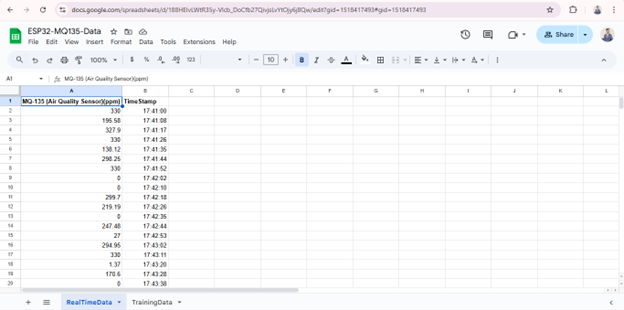 docs.google.com/spreadsheets/d/188HEIvLWtR35y-VIcb_DoCfb27QivjsLvYtOjy6j8Qw/edit?gid=1518417493#gid=1518417493
ESP32-MQ135-Data
File Edit View Insert Format Data Tools Extensions Help
Share
100% $ % .0 .00 123 - 10 + B I A
A1 fx MQ-135 (Air Quality Sensor)(ppm)
A B C D E F G H I J K L
1 MQ-135 (Air Quality Sensor)(ppm) TimeStamp
2 330 17:41:00
3 195.58 17:41:08
4 327.9 17:41:17
5 330 17:41:26
6 138.12 17:41:35
7 298.25 17:41:44
8 330 17:41:52
9 0 17:42:02
10 0 17:42:10
11 299.7 17:42:18
12 219.19 17:42:26
13 0 17:42:35
14 247.48 17:42:44
15 27 17:42:53
16 294.95 17:43:02
17 330 17:43:11
18 1.37 17:43:20
19 170.6 17:43:28
20 0 17:43:38
+ RealTimeData TrainingData